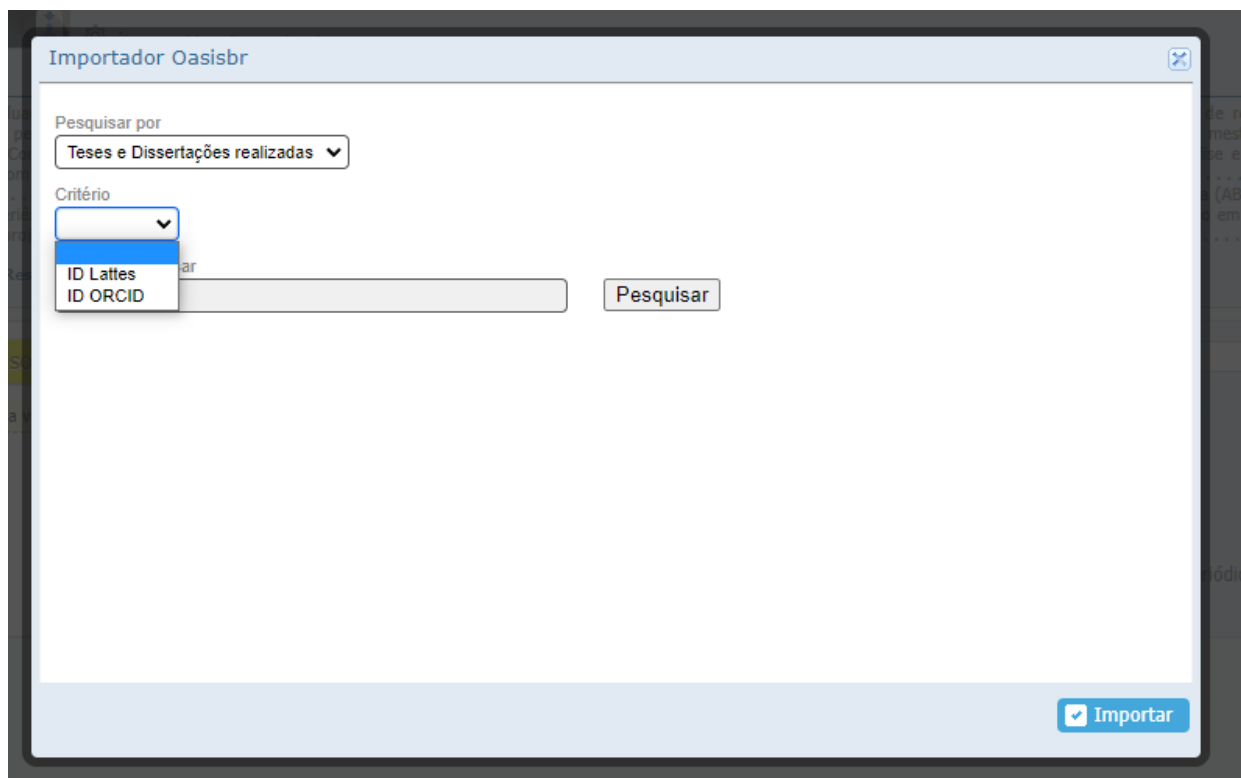 Importador Oasisbr
Pesquisar por
Teses e Dissertações realizadas
Critério
ID Lattes
ID ORCID
Pesquisar
Importar